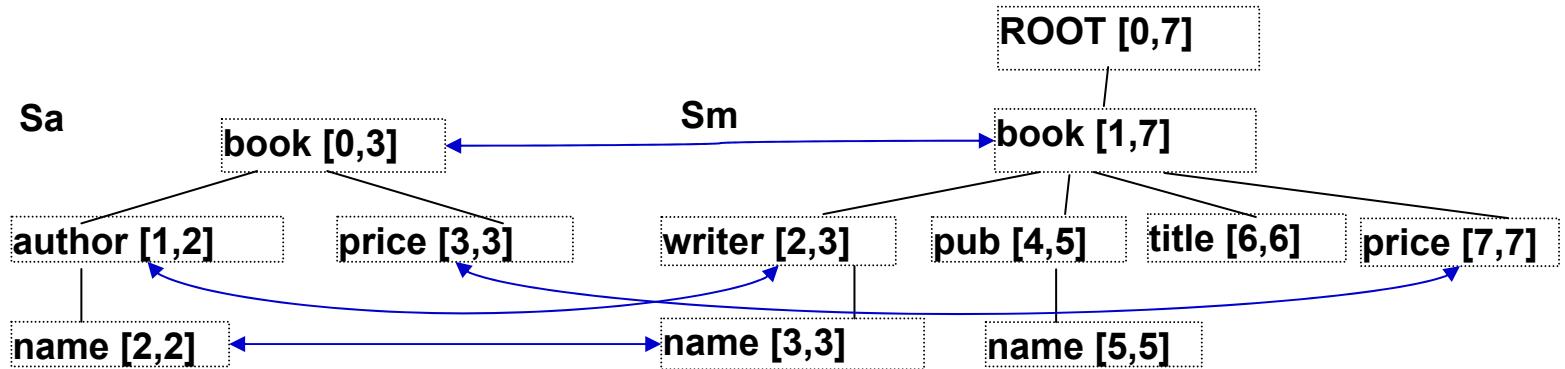 ROOT [0,7]
Sa
Sm
book [0,3]
book [1,7]
author [1,2]
price [3,3]
writer [2,3]
pub [4,5]
title [6,6]
price [7,7]
name [2,2]
name [3,3]
name [5,5]